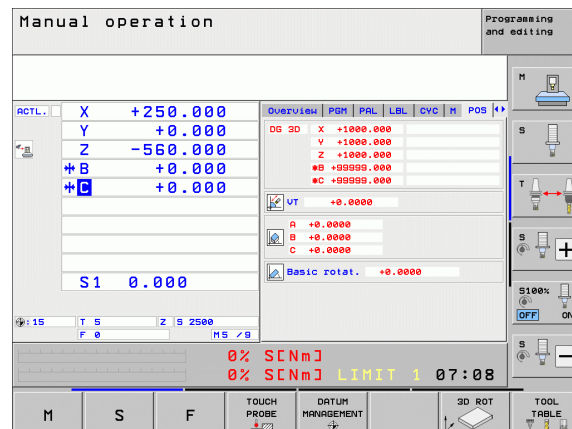 Manual operation
Programming
and editing
ACTL.
X +250.000
Y +0.000
Z -560.000
B +0.000
C +0.000
S1 0.000
:15 T 5 Z S 2500
F 0 M5 /9
Overview PGM PAL LBL CYC M POS
DG 3D X +1000.000
Y +1000.000
Z +1000.000
*B +99999.000
*C +99999.000
VT +0.0000
A +0.0000
B +0.0000
C +0.0000
Basic rotat. +0.0000
0% S[Nm]
0% S[Nm] LIMIT 1 07:08
M
S
T
S
+
S100%
OFF ON
S
−
M
S
F
TOUCH
PROBE
DATUM
MANAGEMENT
3D ROT
TOOL
TABLE